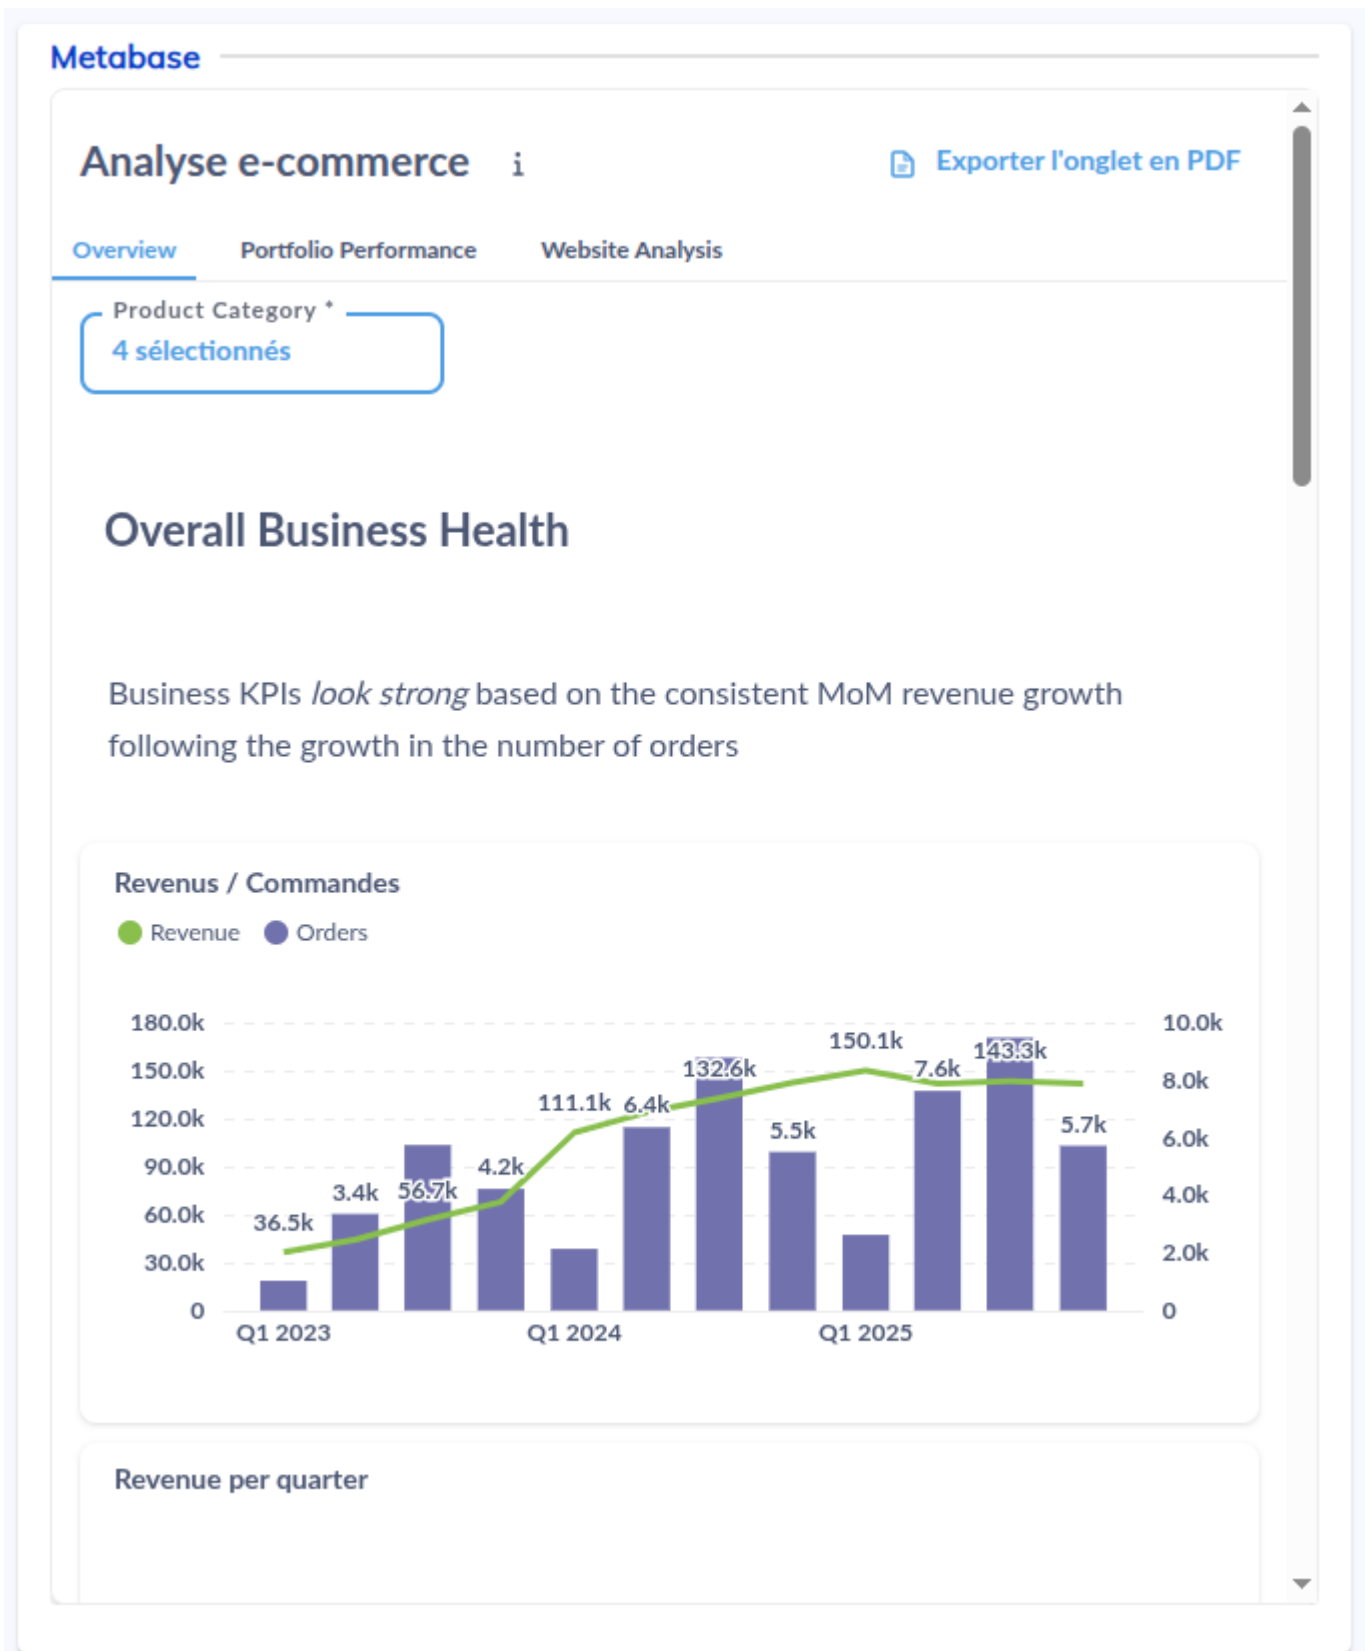 Metabase
Analyse e-commerce i
Exporter l'onglet en PDF
Overview Portfolio Performance Website Analysis
Product Category *
4 sélectionnés
Overall Business Health
Business KPIs look strong based on the consistent MoM revenue growth
following the growth in the number of orders
Revenus / Commandes
Revenue Orders
180.0k
150.0k
120.0k
90.0k
60.0k
30.0k
0
36.5k
3.4k
56.7k
4.2k
111.1k
6.4k
132.6k
5.5k
150.1k
7.6k
143.3k
5.7k
10.0k
8.0k
6.0k
4.0k
2.0k
0
Q1 2023 Q1 2024 Q1 2025
Revenue per quarter